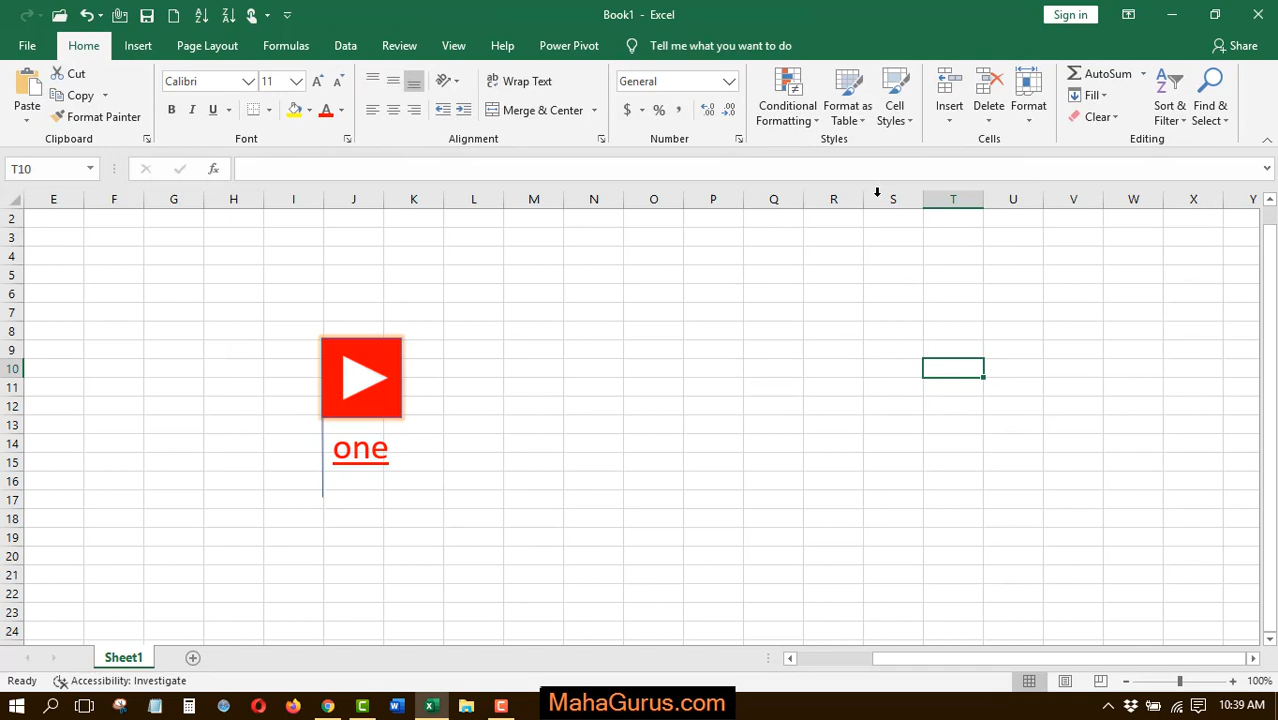 Book1 - Excel
Sign in
File Home Insert Page Layout Formulas Data Review View Help Power Pivot Tell me what you want to do Share
Paste Cut Copy Format Painter
Calibri 11
B I U
Wrap Text Merge & Center
General
$ %
Conditional Formatting Format as Table Cell Styles
Insert Delete Format
AutoSum Fill Clear
Sort & Filter Find & Select
Clipboard Font Alignment Number Styles Cells Editing
T10 fx
E F G H I J K L M N O P Q R S T U V W X Y
2
3
4
5
6
7
8
9
10
11
12
13
14
one
15
16
17
18
19
20
21
22
23
24
Sheet1
Ready Accessibility: Investigate 100%
MahaGurus.com
10:39 AM